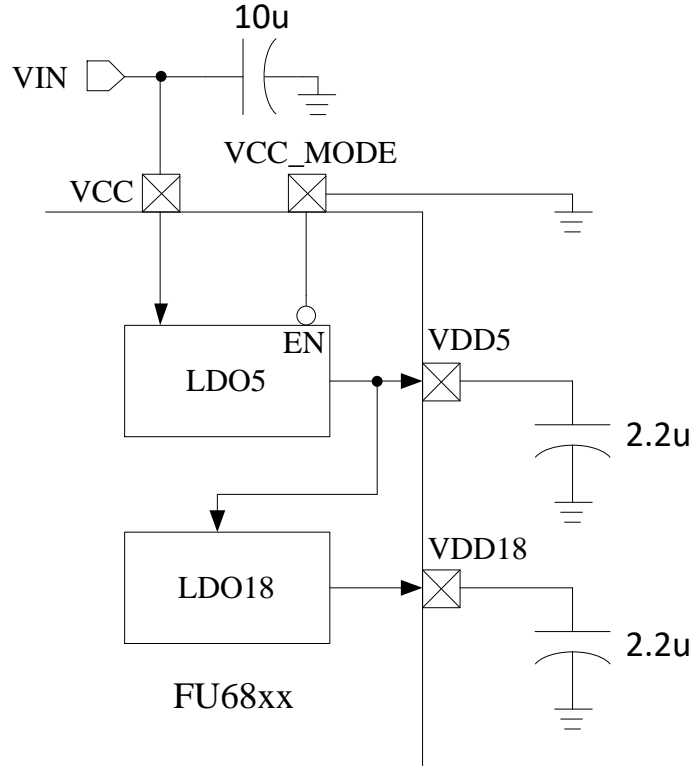 10u
VIN
VCC_MODE
VCC
EN
VDD5
LDO5
2.2u
VDD18
LDO18
2.2u
FU68xx